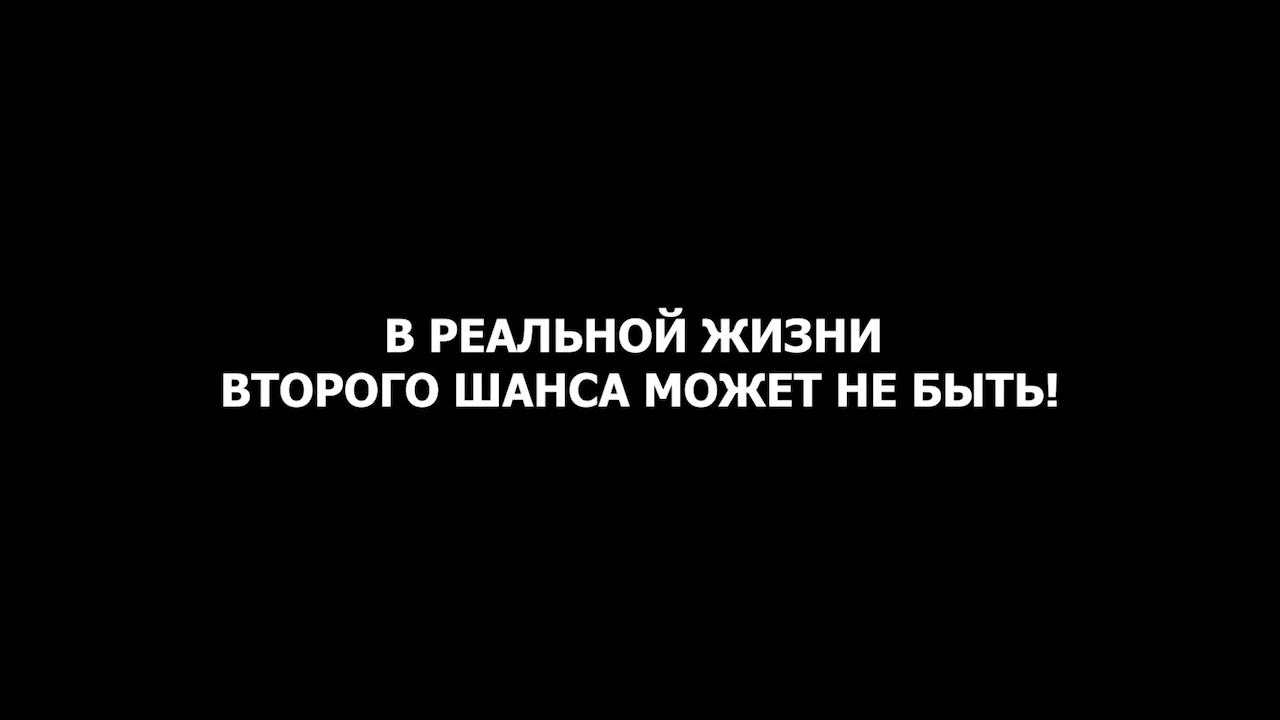 В РЕАЛЬНОЙ ЖИЗНИ
ВТОРОГО ШАНСА МОЖЕТ НЕ БЫТЬ!